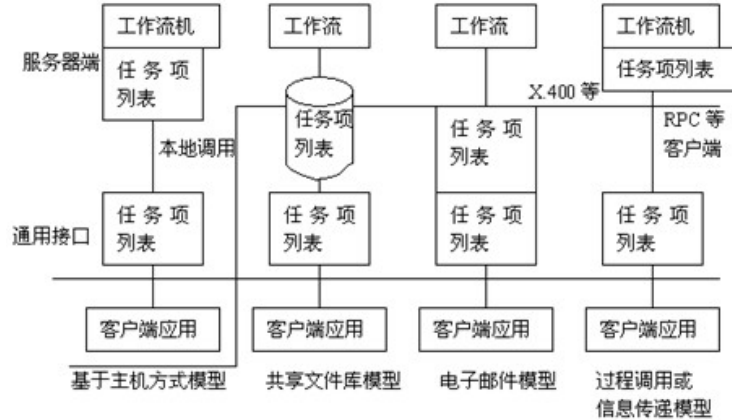 工作流机
工作流
工作流
工作流机
服务器端
任务项
列表
任务项
列表
任务项
列表
任务项列表
X.400 等
RPC 等
客户端
本地调用
通用接口
任务项
列表
任务项
列表
任务项
列表
任务项
列表
客户端应用
客户端应用
客户端应用
客户端应用
基于主机方式模型
共享文件库模型
电子邮件模型
过程调用或
信息传递模型